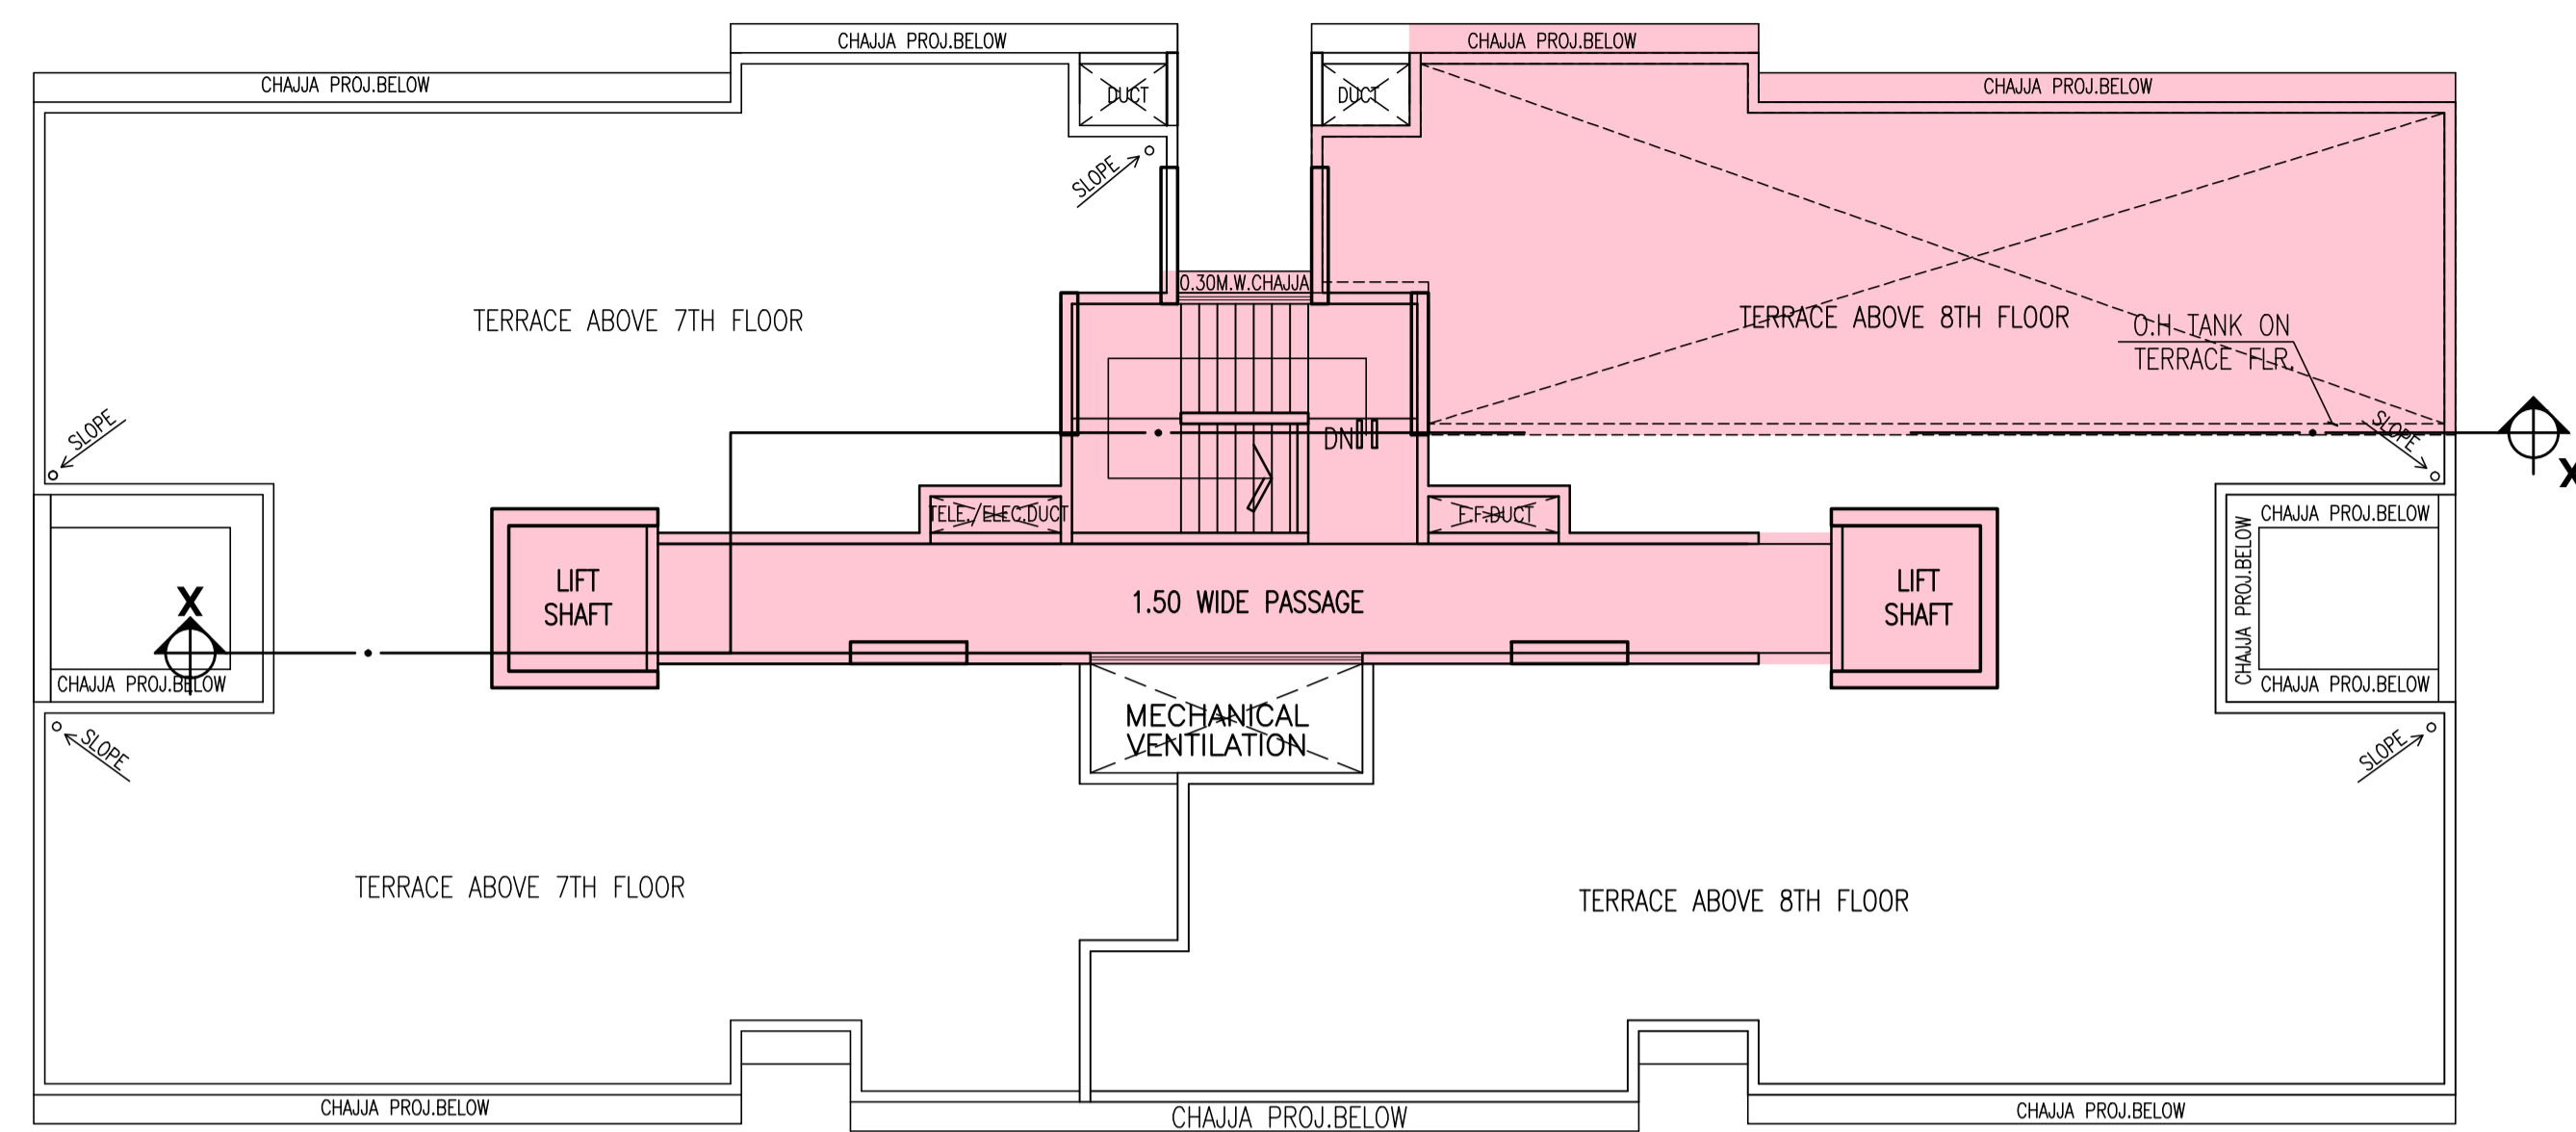 CHAJJA PROJ.BELOW
CHAJJA PROJ.BELOW
CHAJJA PROJ.BELOW
CHAJJA PROJ.BELOW
DUCT
DUCT
SLOPE
0.30M.W.CHAJJA
TERRACE ABOVE 7TH FLOOR
TERRACE ABOVE 8TH FLOOR
O.H TANK ON
TERRACE FLR.
SLOPE
DN
SLOPE
X
TELE./ELEC.DUCT
F.F.DUCT
CHAJJA PROJ.BELOW
CHAJJA PROJ.BELOW
LIFT
SHAFT
1.50 WIDE PASSAGE
LIFT
SHAFT
X
CHAJJA PROJ.BELOW
CHAJJA PROJ.BELOW
MECHANICAL
VENTILATION
SLOPE
SLOPE
TERRACE ABOVE 7TH FLOOR
TERRACE ABOVE 8TH FLOOR
CHAJJA PROJ.BELOW
CHAJJA PROJ.BELOW
CHAJJA PROJ.BELOW